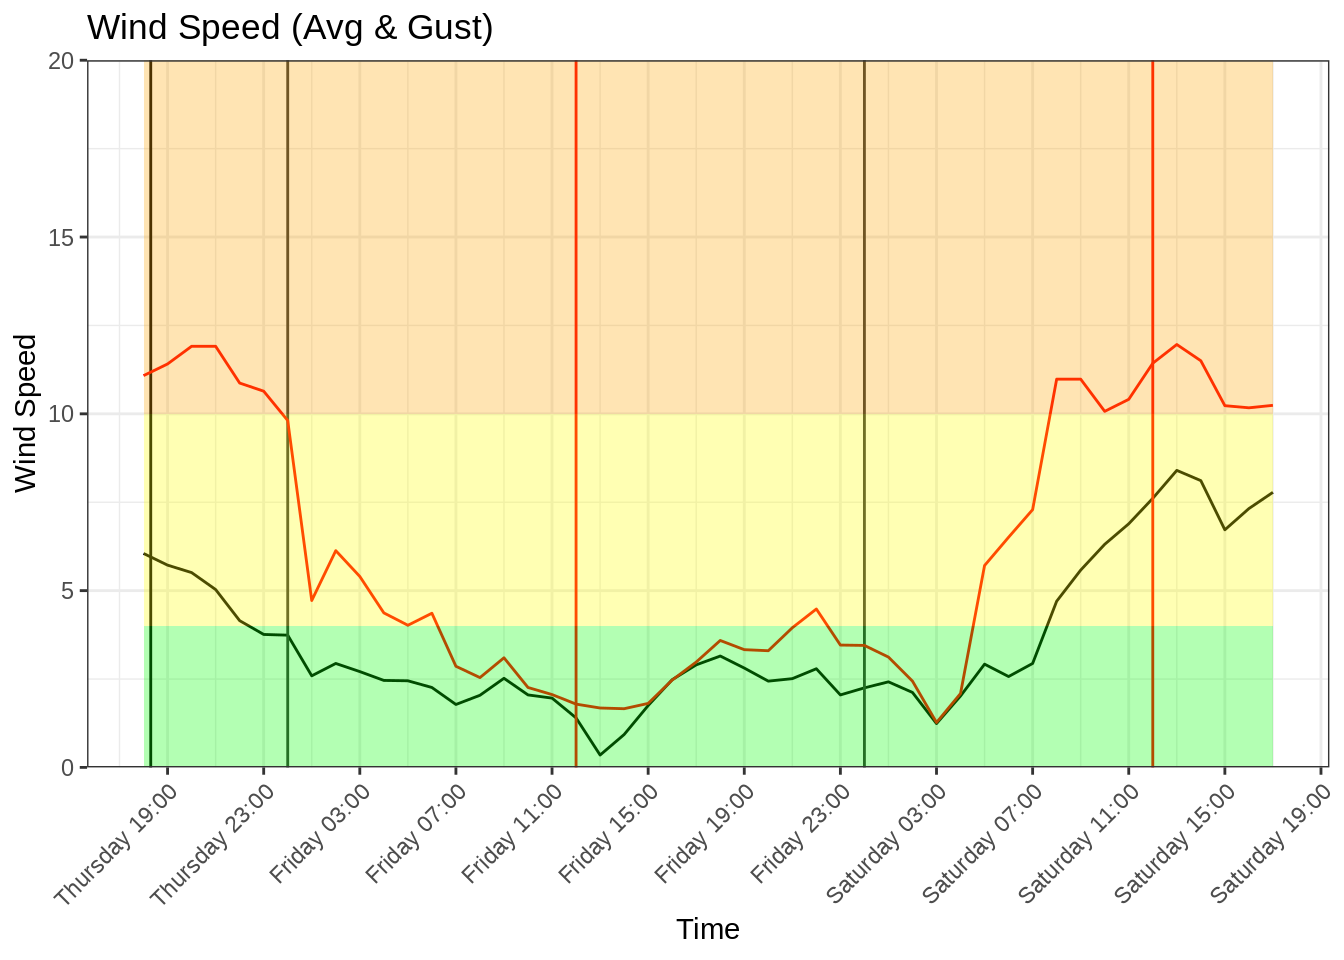 Wind Speed (Avg & Gust)
20
15
10
5
0
Wind Speed
Thursday 19:00
Thursday 23:00
Friday 03:00
Friday 07:00
Friday 11:00
Friday 15:00
Friday 19:00
Friday 23:00
Saturday 03:00
Saturday 07:00
Saturday 11:00
Saturday 15:00
Saturday 19:00
Time